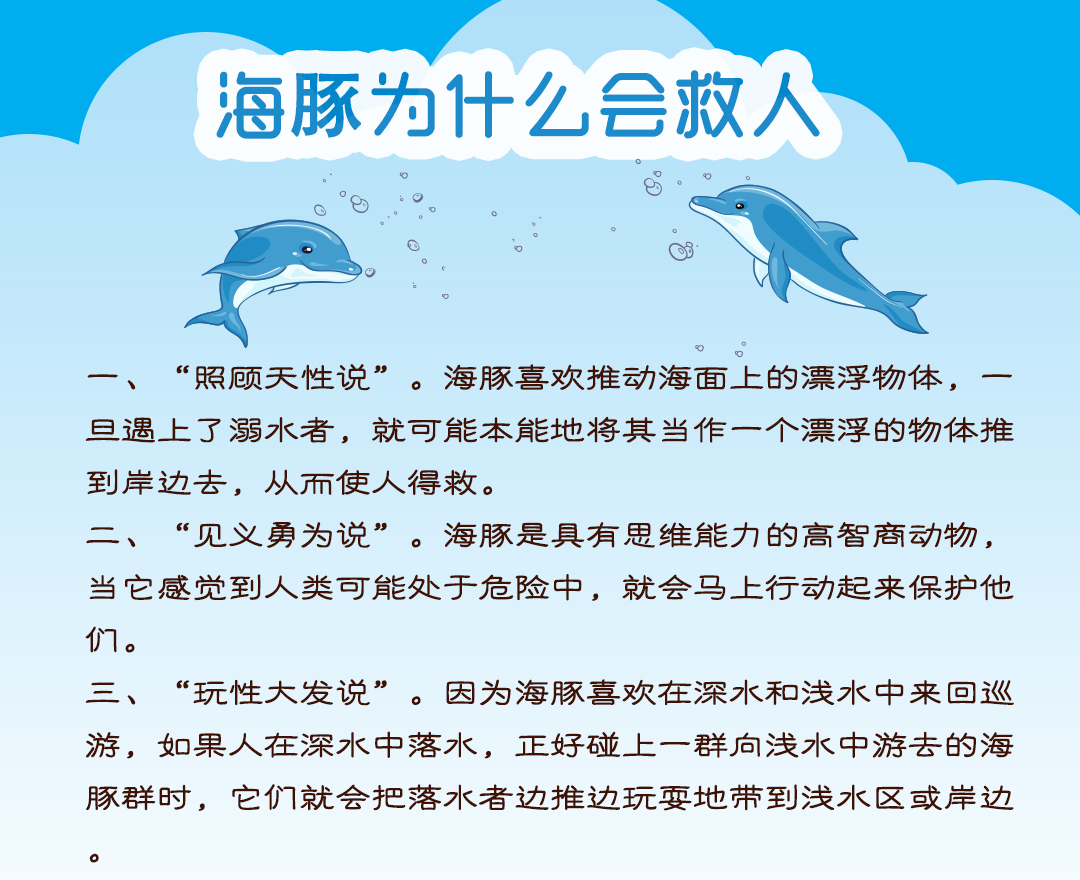 海豚为什么会救人
一、“照顾天性说”。海豚喜欢推动海面上的漂浮物体，一
旦遇上了溺水者，就可能本能地将其当作一个漂浮的物体推
到岸边去，从而使人得救。
二、“见义勇为说”。海豚是具有思维能力的高智商动物，
当它感觉到人类可能处于危险中，就会马上行动起来保护他
们。
三、“玩性大发说”。因为海豚喜欢在深水和浅水中来回巡
游，如果人在深水中落水，正好碰上一群向浅水中游去的海
豚群时，它们就会把落水者边推边玩耍地带到浅水区或岸边
。